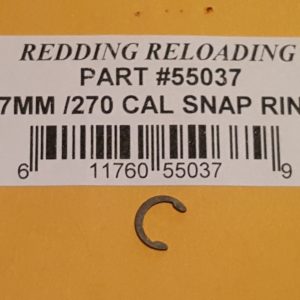 REDDING RELOADING
PART #55037
7MM /270 CAL SNAP RIN
6 11760 55037 9